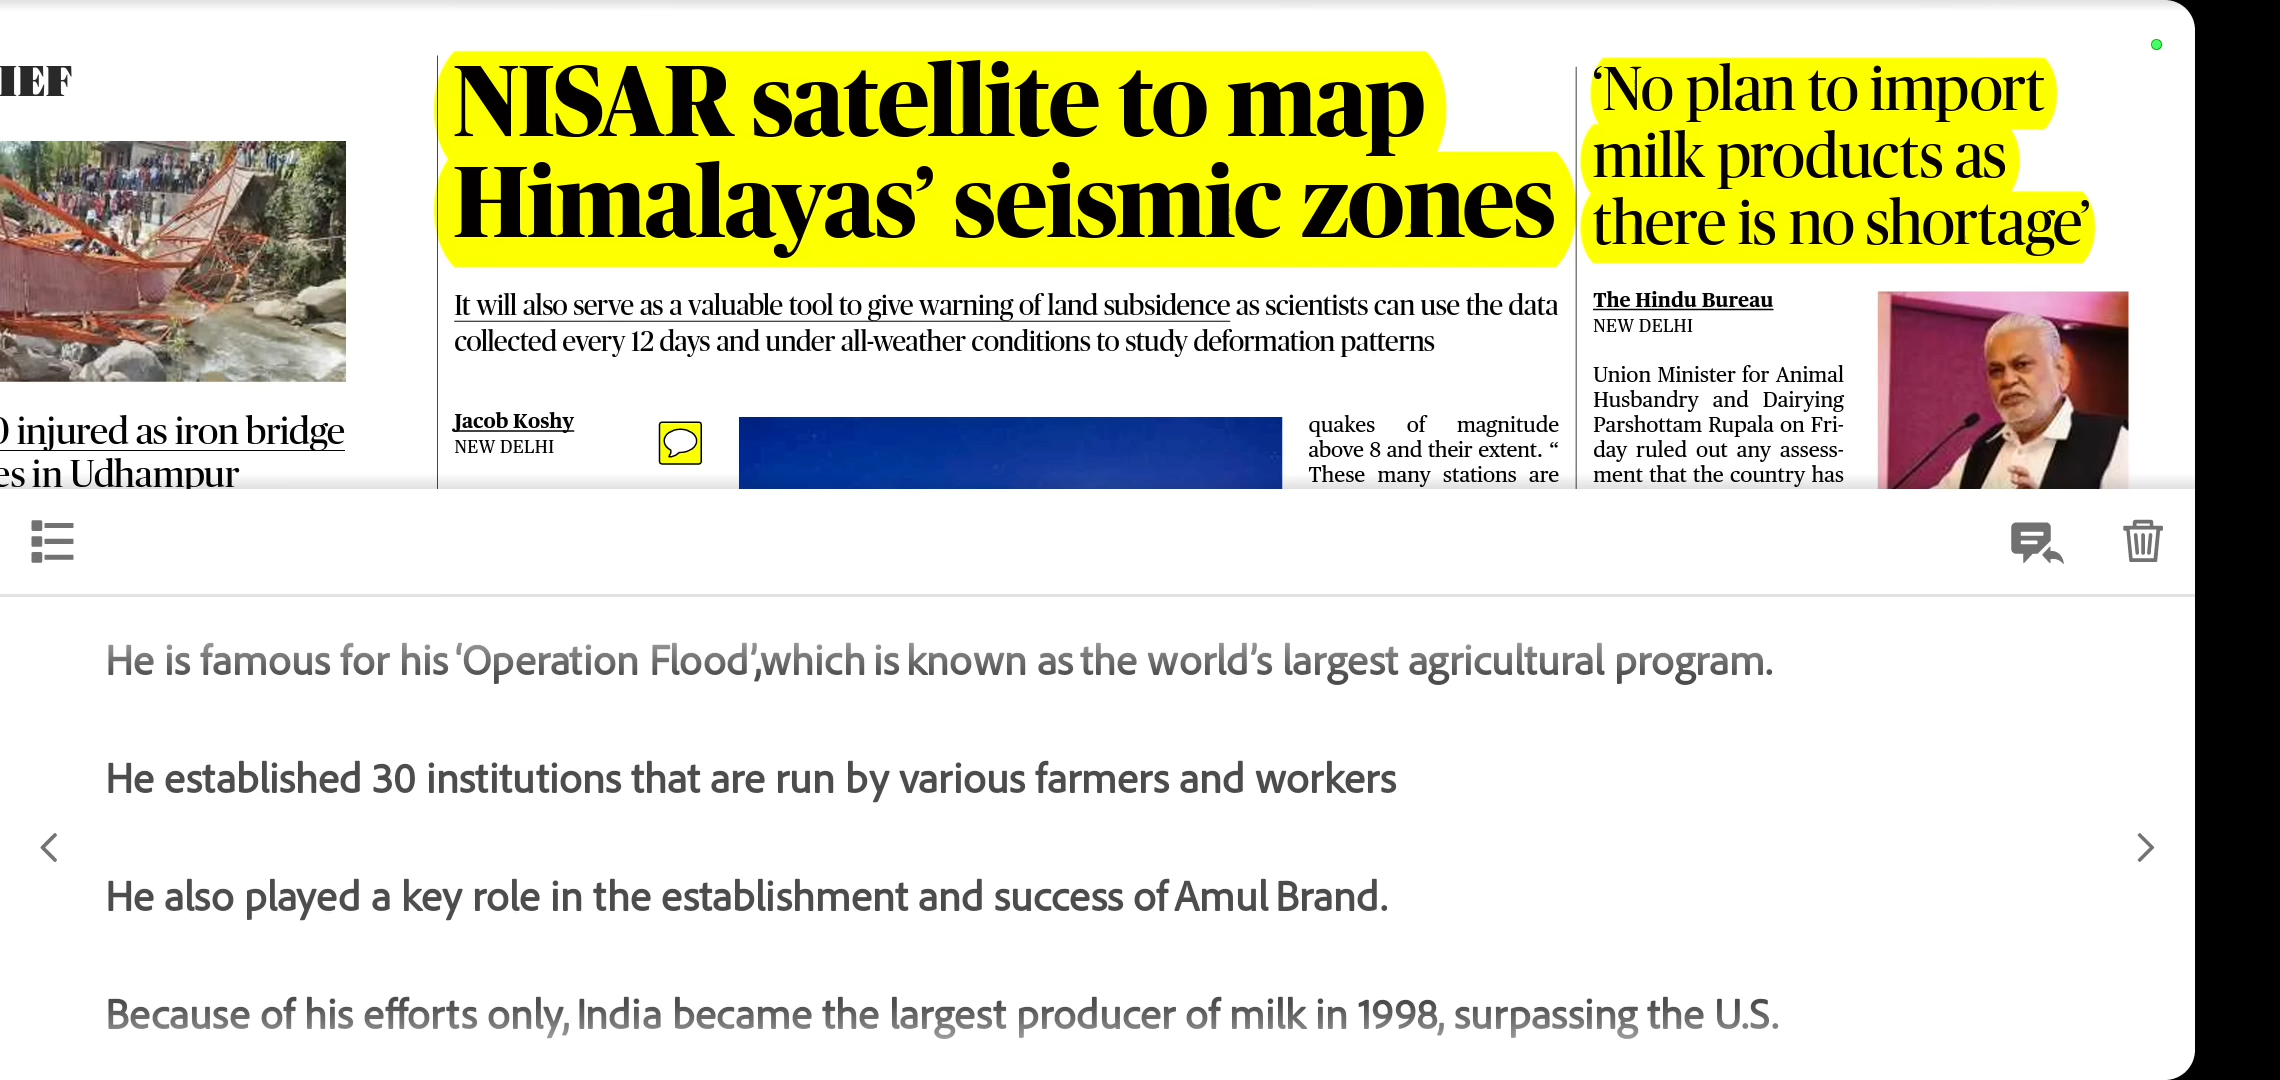 IEF
injured as iron bridge
es in Udhampur
NISAR satellite to map
Himalayas’ seismic zones
It will also serve as a valuable tool to give warning of land subsidence as scientists can use the data
collected every 12 days and under all-weather conditions to study deformation patterns
Jacob Koshy
NEW DELHI
quakes of magnitude
above 8 and their extent. “
These many stations are
‘No plan to import
milk products as
there is no shortage’
The Hindu Bureau
NEW DELHI
Union Minister for Animal
Husbandry and Dairying
Parshottam Rupala on Fri-
day ruled out any assess-
ment that the country has
He is famous for his ‘Operation Flood’,which is known as the world’s largest agricultural program.
He established 30 institutions that are run by various farmers and workers
He also played a key role in the establishment and success of Amul Brand.
Because of his efforts only, India became the largest producer of milk in 1998, surpassing the U.S.